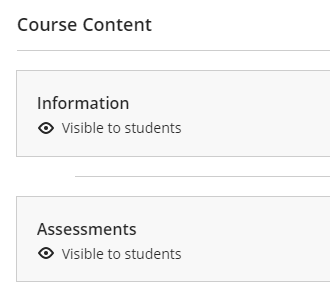 Course Content
Information
Visible to students
Assessments
Visible to students